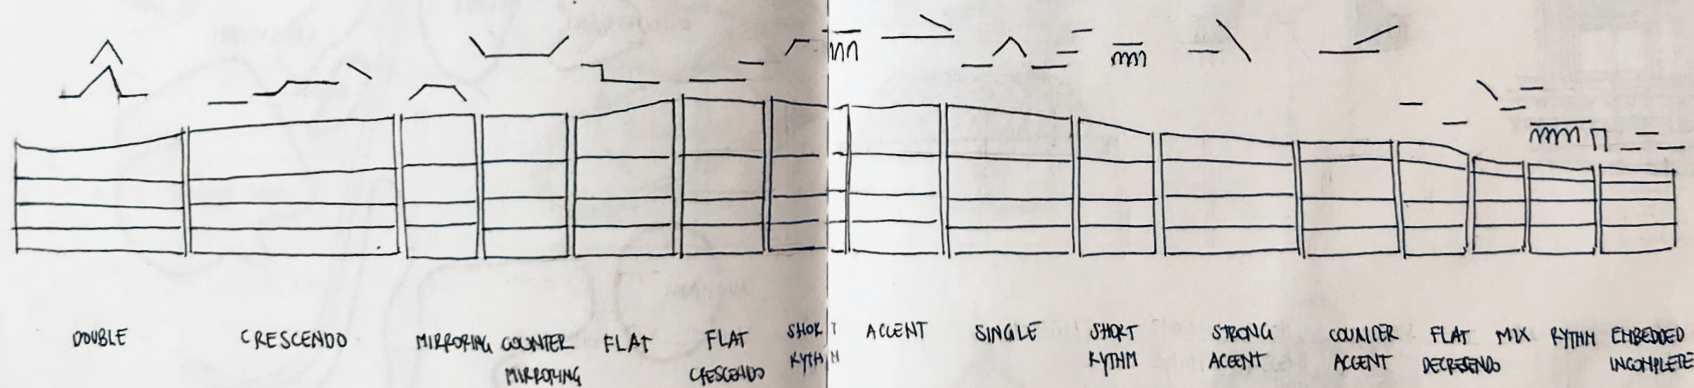 DOUBLE
CRESCENDO
MIRRORING
COUNTER
MIRRORING
FLAT
FLAT
CRESCENDO
SHORT
RYTHM
ACCENT
SINGLE
SHORT
RYTHM
STRONG
ACCENT
COUNTER
ACCENT
FLAT
DECRESENDO
MIX
RYTHM
EMBEDDED
INCOMPLETE